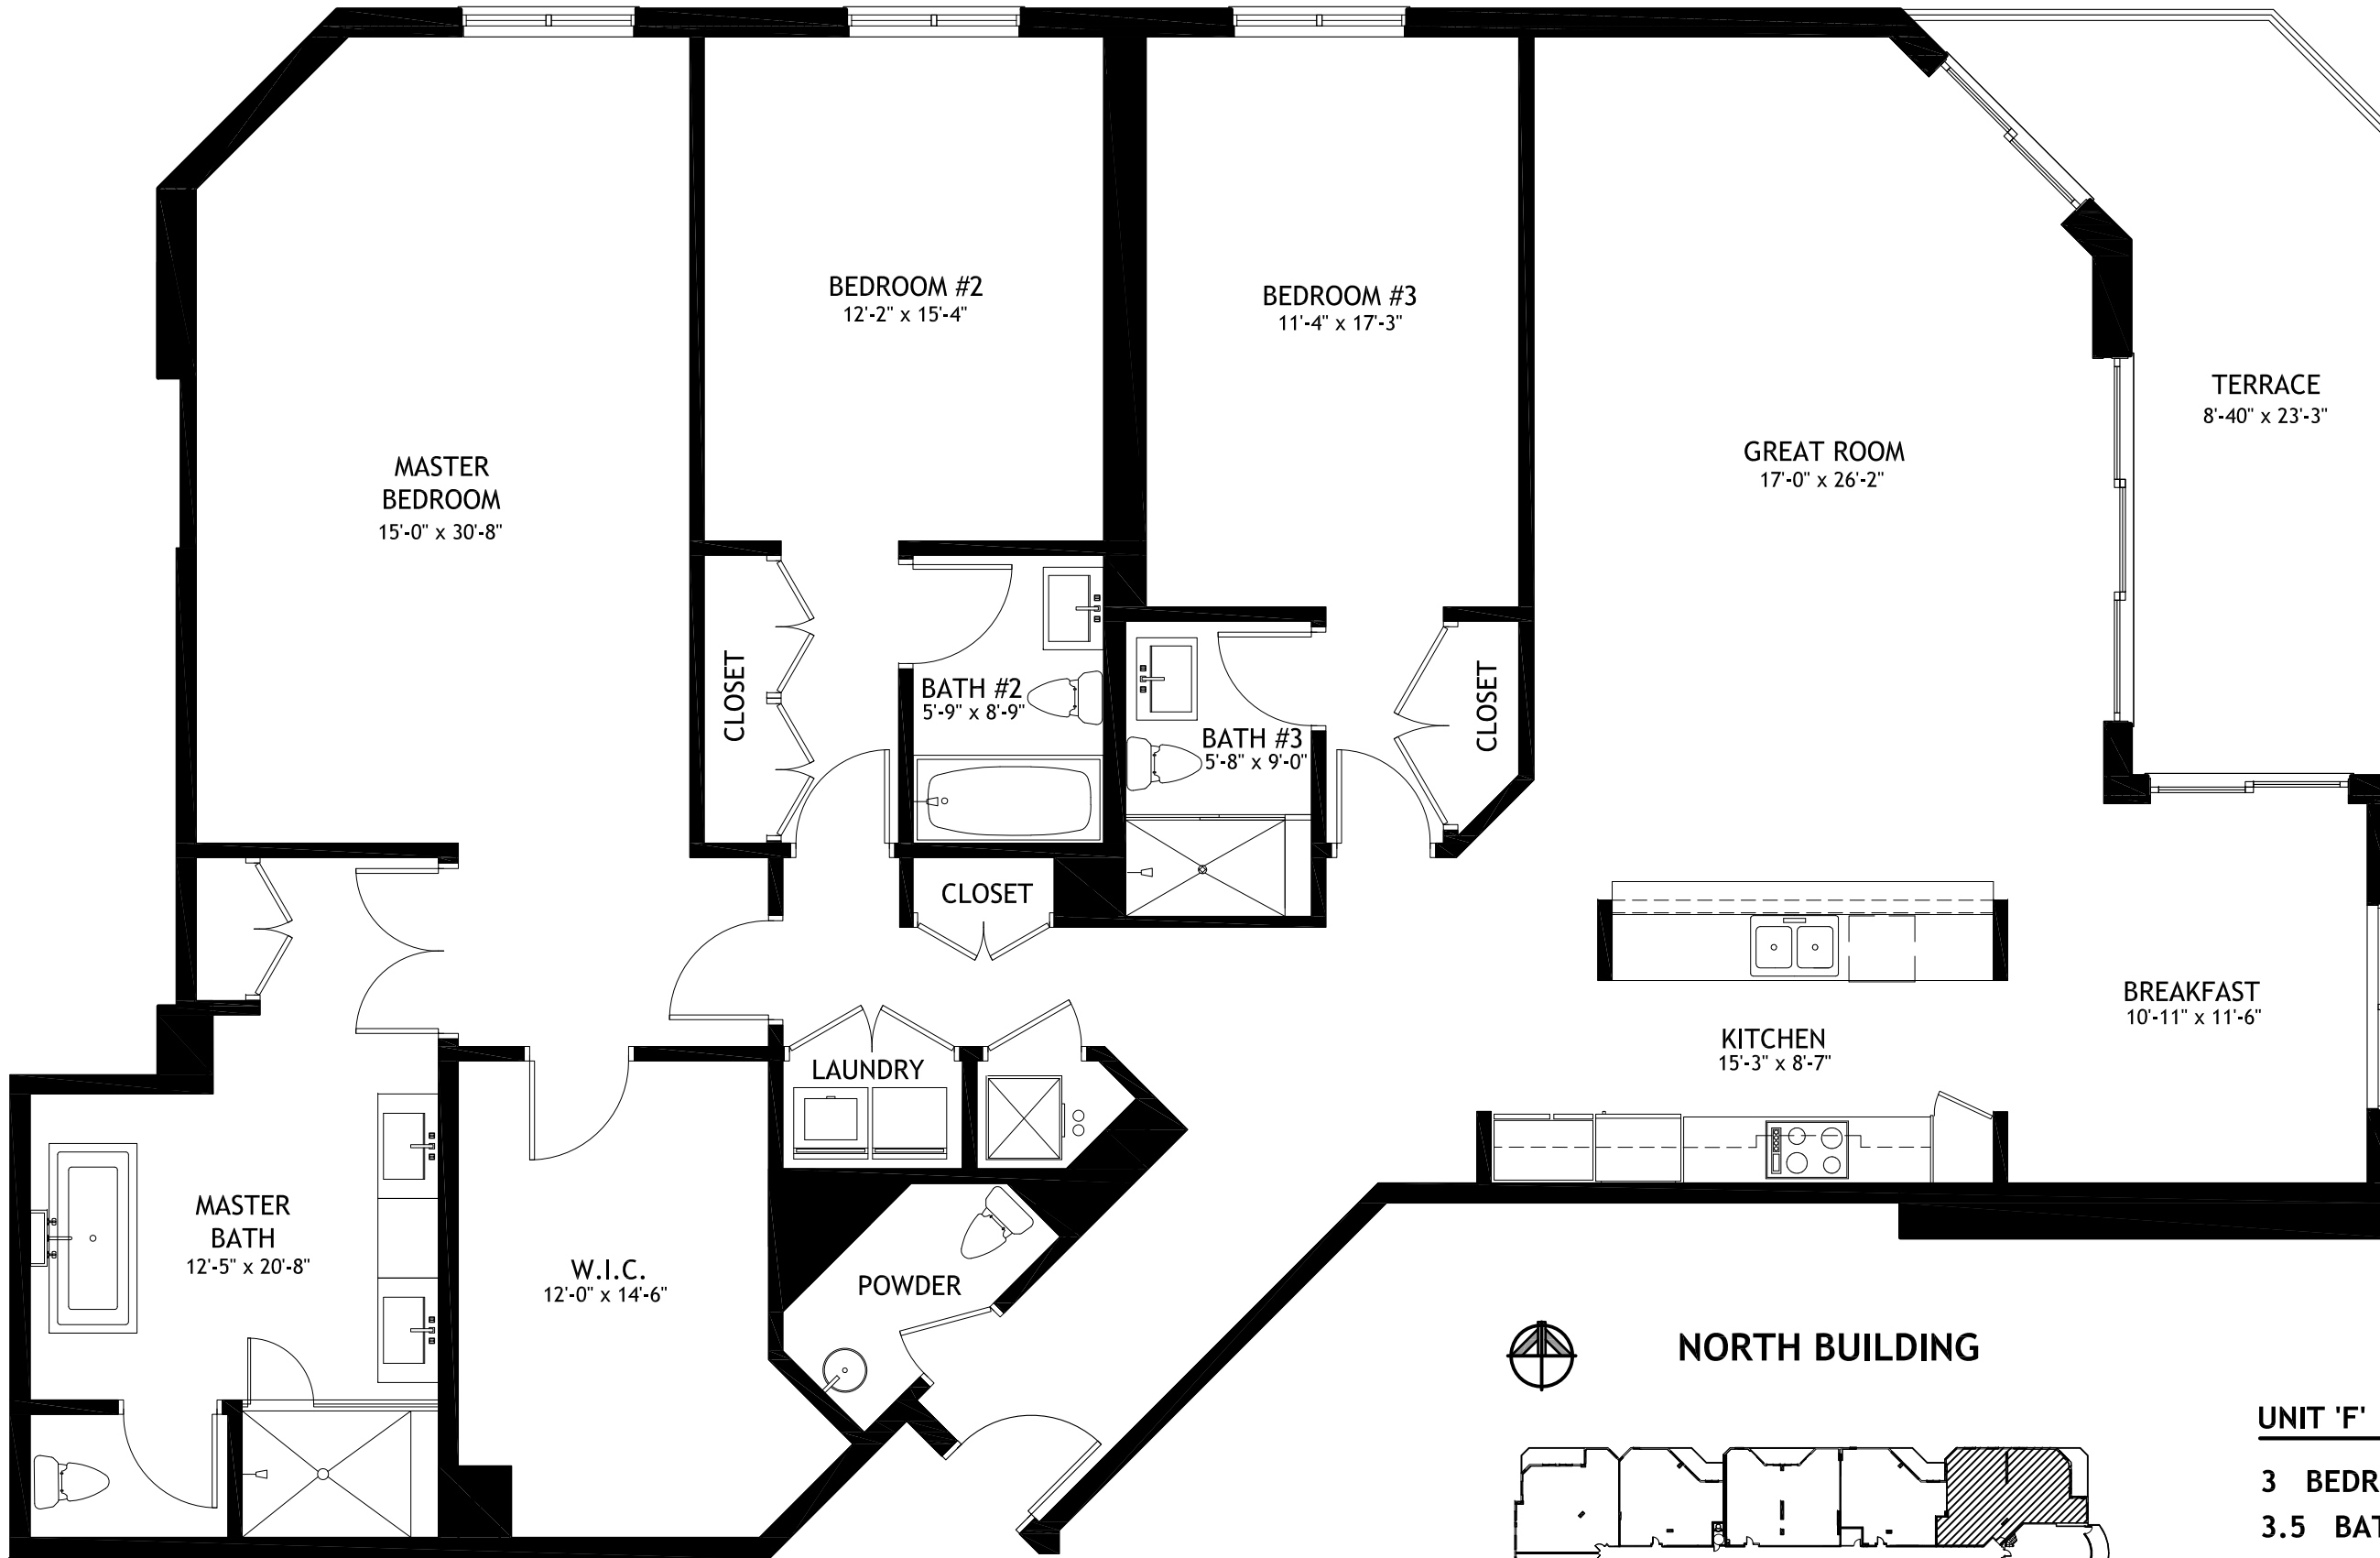 BEDROOM #2
12'-2" x 15'-4"
BEDROOM #3
11'-4" x 17'-3"
TERRACE
8'-40" x 23'-3"
MASTER
BEDROOM
15'-0" x 30'-8"
GREAT ROOM
17'-0" x 26'-2"
CLOSET
BATH #2
5'-9" x 8'-9"
BATH #3
5'-8" x 9'-0"
CLOSET
CLOSET
BREAKFAST
10'-11" x 11'-6"
KITCHEN
15'-3" x 8'-7"
LAUNDRY
MASTER
BATH
12'-5" x 20'-8"
W.I.C.
12'-0" x 14'-6"
POWDER
NORTH BUILDING
UNIT 'F'
3 BEDR
3.5 BAT